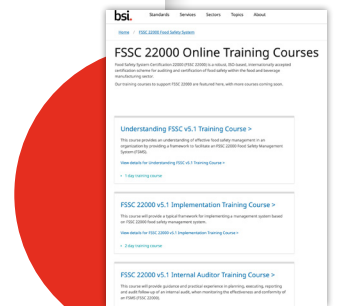 bsi.
Standards Services Sectors Topics About
Home / FSSC 22000 Food Safety System
FSSC 22000 Online Training Courses
Food Safety System Certification 22000 (FSSC 22000) is a robust, ISO-based, internationally accepted
certification scheme for auditing and certification of food safety within the food and beverage
manufacturing sector.
Our training courses to support FSSC 22000 are featured here, with more courses coming soon.
Understanding FSSC v5.1 Training Course >
This course provides an understanding of effective food safety management in an
organization by providing a framework to facilitate an FSSC 22000 Food Safety Management
System (FSMS).
View details for Understanding FSSC v5.1 Training Course >
1 day training course
FSSC 22000 v5.1 Implementation Training Course >
This course will provide a typical framework for implementing a management system based
on FSSC 22000 food safety management system.
View details for FSSC 22000 v5.1 Implementation Training Course >
2 day training course
FSSC 22000 v5.1 Internal Auditor Training Course >
This course will provide guidance and practical experience in planning, executing, reporting
and audit follow-up of an internal audit, when monitoring the effectiveness and conformity of
an FSMS (FSSC 22000).